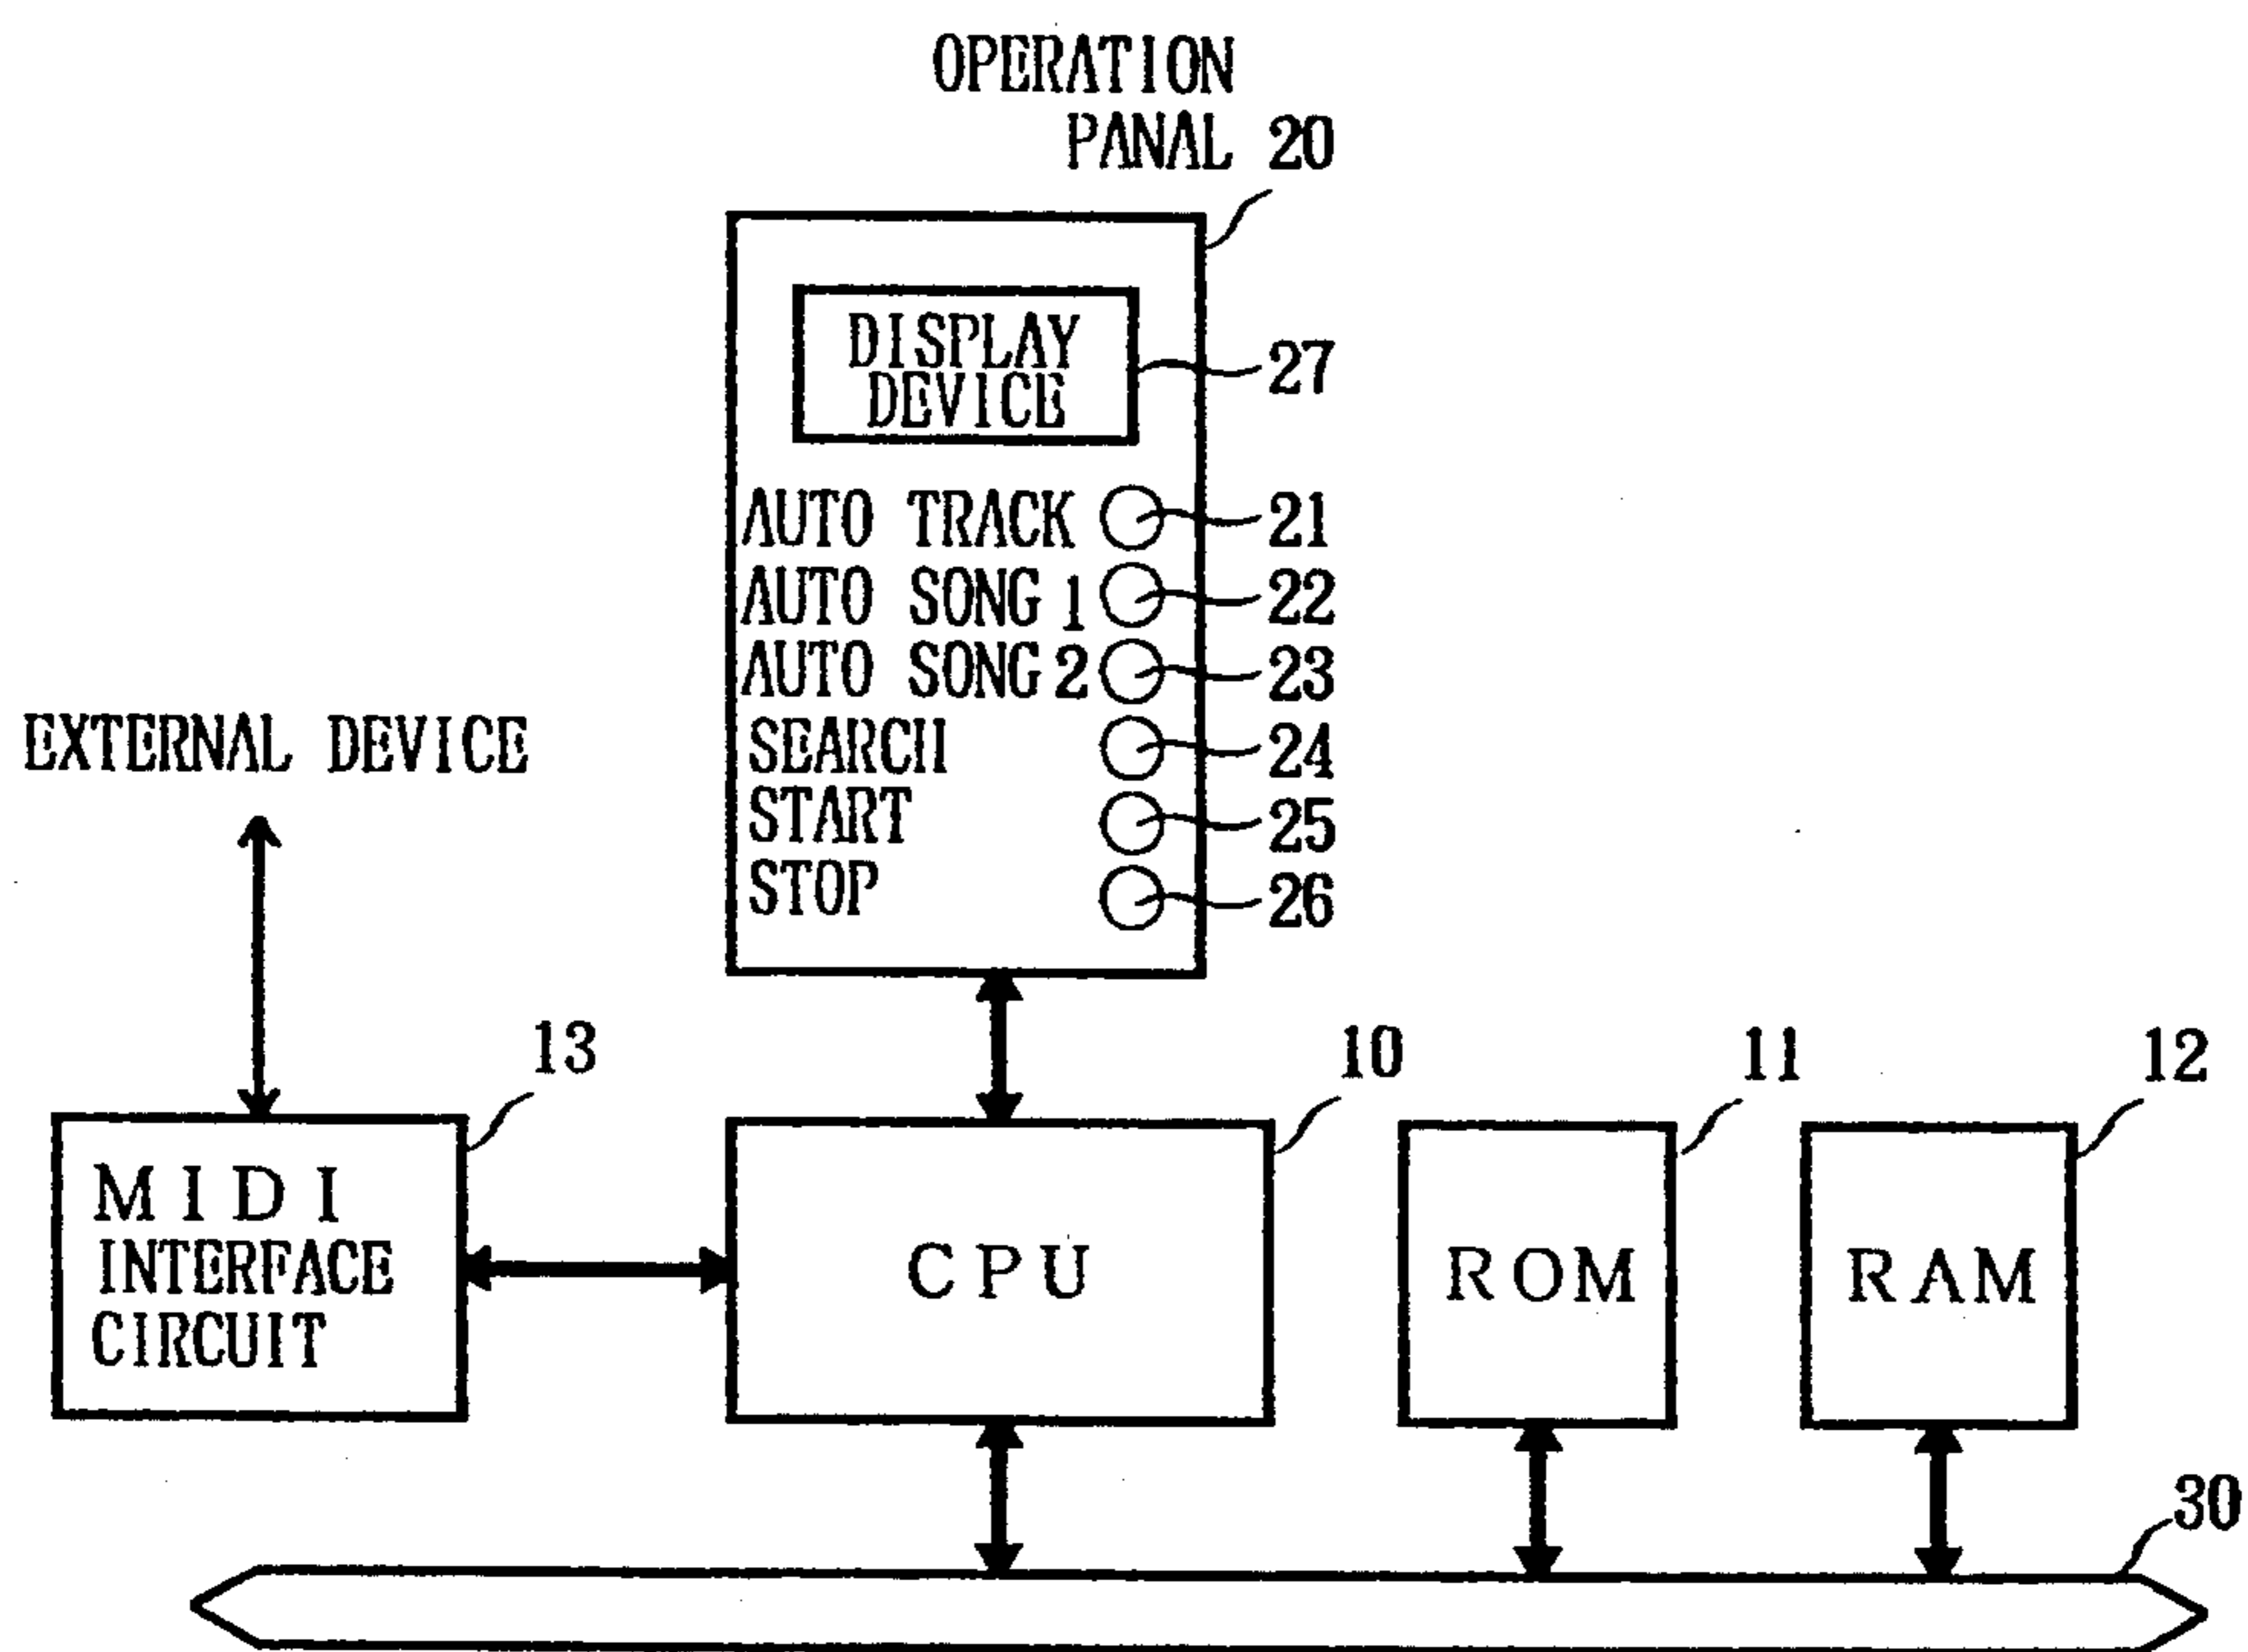 OPERATION
PANAL 20
DISPLAY
DEVICE
27
AUTO TRACK 21
AUTO SONG 1 22
AUTO SONG 2 23
SEARCH 24
START 25
STOP 26
EXTERNAL DEVICE
13
10
11
12
MIDI
INTERFACE
CIRCUIT
CPU
ROM
RAM
30